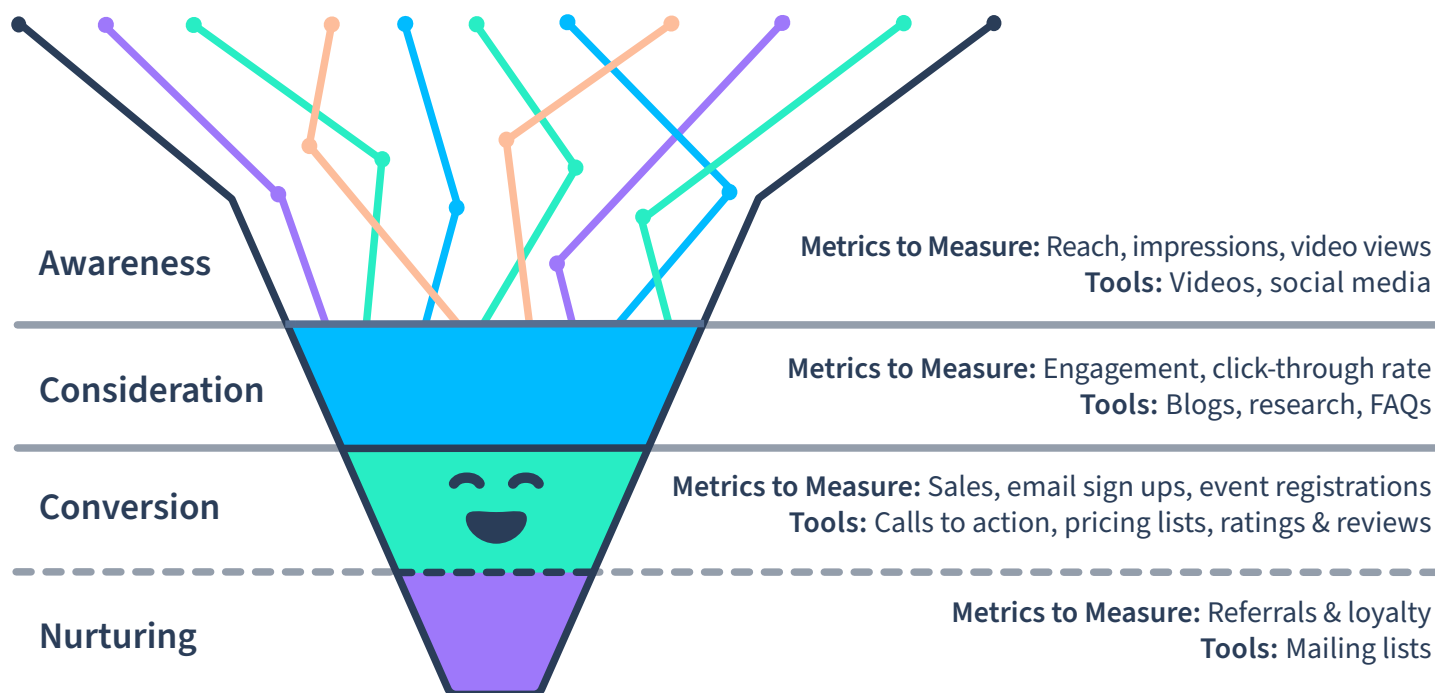 Awareness
Metrics to Measure: Reach, impressions, video views
Tools: Videos, social media
Consideration
Metrics to Measure: Engagement, click-through rate
Tools: Blogs, research, FAQs
Conversion
Metrics to Measure: Sales, email sign ups, event registrations
Tools: Calls to action, pricing lists, ratings & reviews
Nurturing
Metrics to Measure: Referrals & loyalty
Tools: Mailing lists